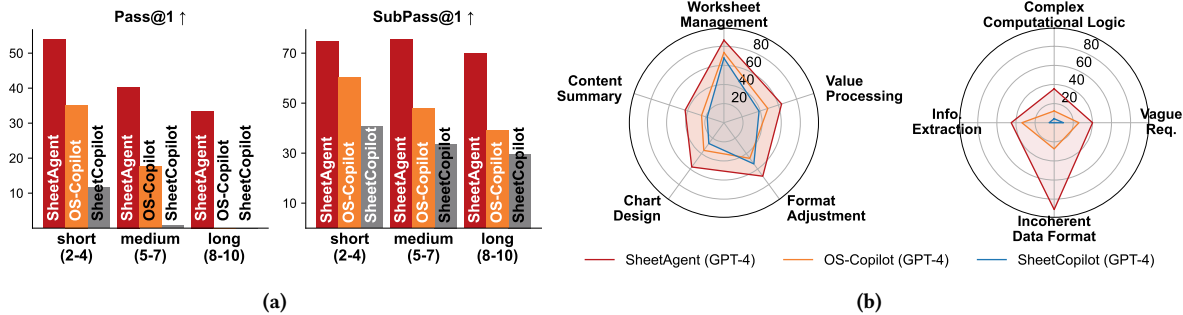 Pass@1 ↑
50
40
30
20
10
SheetAgent
OS-Copilot
SheetCopilot
SheetAgent
OS-Copilot
SheetCopilot
SheetAgent
OS-Copilot
SheetCopilot
short
(2-4)
medium
(5-7)
long
(8-10)
SubPass@1 ↑
70
50
30
10
SheetAgent
OS-Copilot
SheetCopilot
SheetAgent
OS-Copilot
SheetCopilot
SheetAgent
OS-Copilot
SheetCopilot
short
(2-4)
medium
(5-7)
long
(8-10)
(a)
Worksheet
Management
80
60
40
20
Content
Summary
Value
Processing
Chart
Design
Format
Adjustment
Complex
Computational Logic
80
60
40
20
Info.
Extraction
Vague
Req.
Incoherent
Data Format
SheetAgent (GPT-4)
OS-Copilot (GPT-4)
SheetCopilot (GPT-4)
(b)